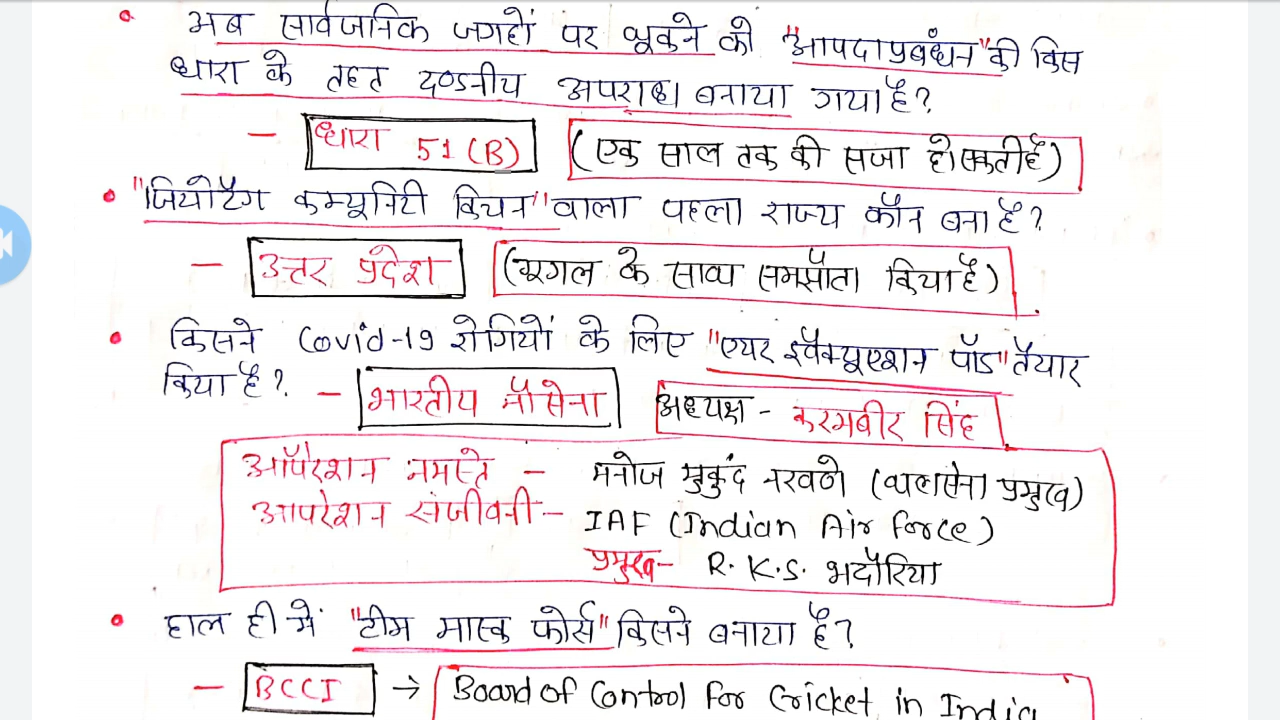 अब सार्वजनिक जगहों पर थूकने को "आपदा प्रबंधन" की किस
धारा के तहत दण्डनीय अपराध बनाया गया है?
- धारा 51 (B) (एक साल तक की सजा हो सकती है)
"जियोटैग कम्यूनिटी किचन" वाला पहला राज्य कौन बना है?
- उत्तर प्रदेश (गूगल के साथ समझौता किया है)
किसने Covid-19 रोगियों के लिए "एयर इवैक्यूएशन पॉड" तैयार
किया है? - भारतीय नौसेना अध्यक्ष - करमबीर सिंह
ऑपरेशन नमस्ते - मनोज मुकुंद नरवणे (थलसेना प्रमुख)
आपरेशन संजीवनी - IAF (Indian Air force)
प्रमुख - R. K. S. भदौरिया
हाल ही में "टीम मास्क फोर्स" किसने बनाया है?
- BCCI → Board of Control For Cricket in India